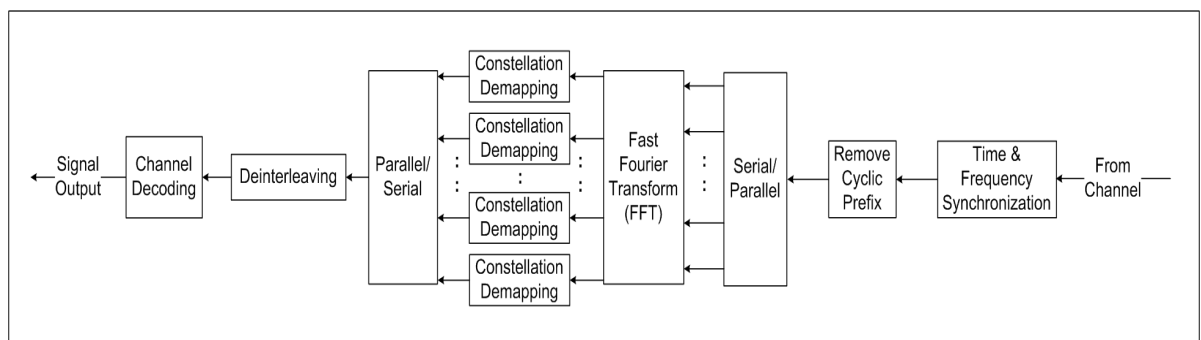 Signal
Output
Channel
Decoding
Deinterleaving
Parallel/
Serial
Constellation
Demapping
Constellation
Demapping
Constellation
Demapping
Constellation
Demapping
Fast
Fourier
Transform
(FFT)
Serial/
Parallel
Remove
Cyclic
Prefix
Time &
Frequency
Synchronization
From
Channel